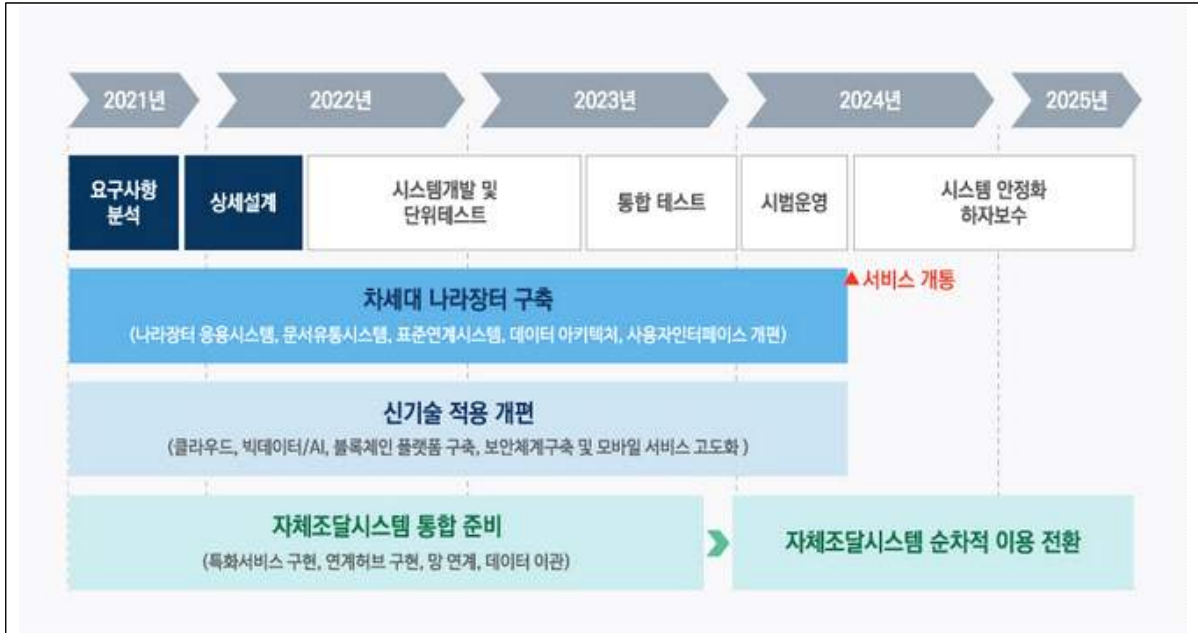 2021년
2022년
2023년
2024년
2025년
요구사항
분석
상세설계
시스템개발 및
단위테스트
통합 테스트
시범운영
시스템 안정화
하자보수
▲서비스 개통
차세대 나라장터 구축
(나라장터 응용시스템, 문서유통시스템, 표준연계시스템, 데이터 아키텍처, 사용자인터페이스 개편)
신기술 적용 개편
(클라우드, 빅데이터/AI, 블록체인 플랫폼 구축, 보안체계구축 및 모바일 서비스 고도화 )
자체조달시스템 통합 준비
(특화서비스 구현, 연계허브 구현, 망 연계, 데이터 이관)
자체조달시스템 순차적 이용 전환